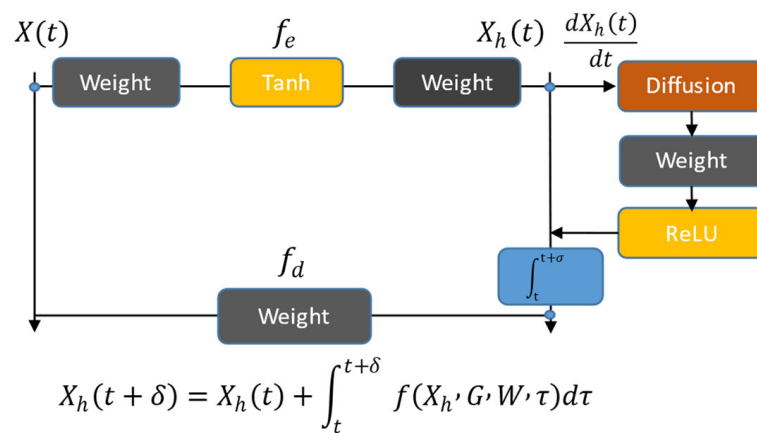 X(t) f_e X_h(t) dX_h(t)/dt
Weight Tanh Weight Diffusion
Weight
ReLU
∫_t^{t+σ}
f_d
Weight
X_h(t + δ) = X_h(t) + ∫_t^{t+δ} f(X_h, G, W, τ)dτ